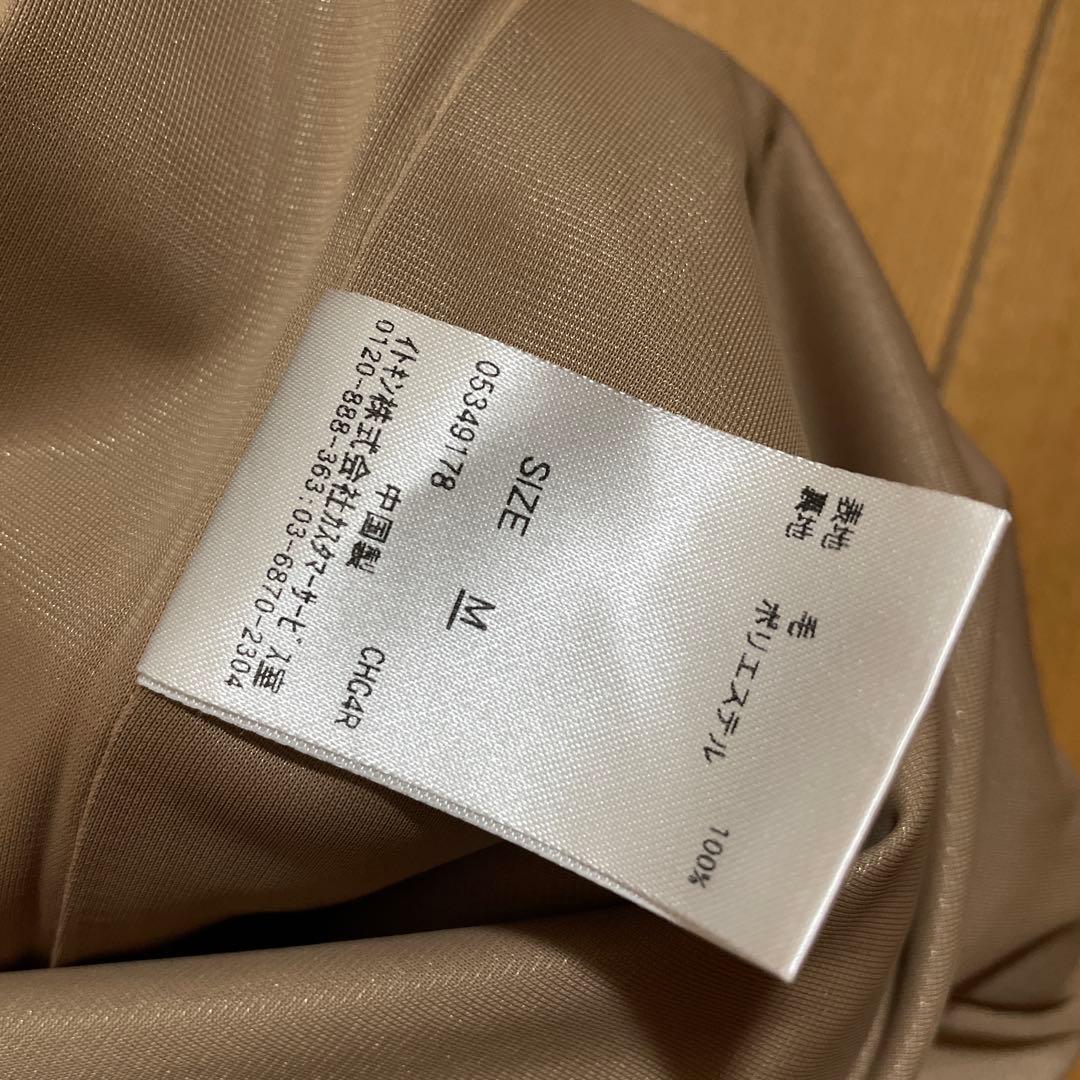 表地 毛 100%
裏地 ポリエステル
SIZE M
05349178 CHG4R
中国製
イトキン株式会社カスタマーサービス室
0120-888-363:03-6870-2304